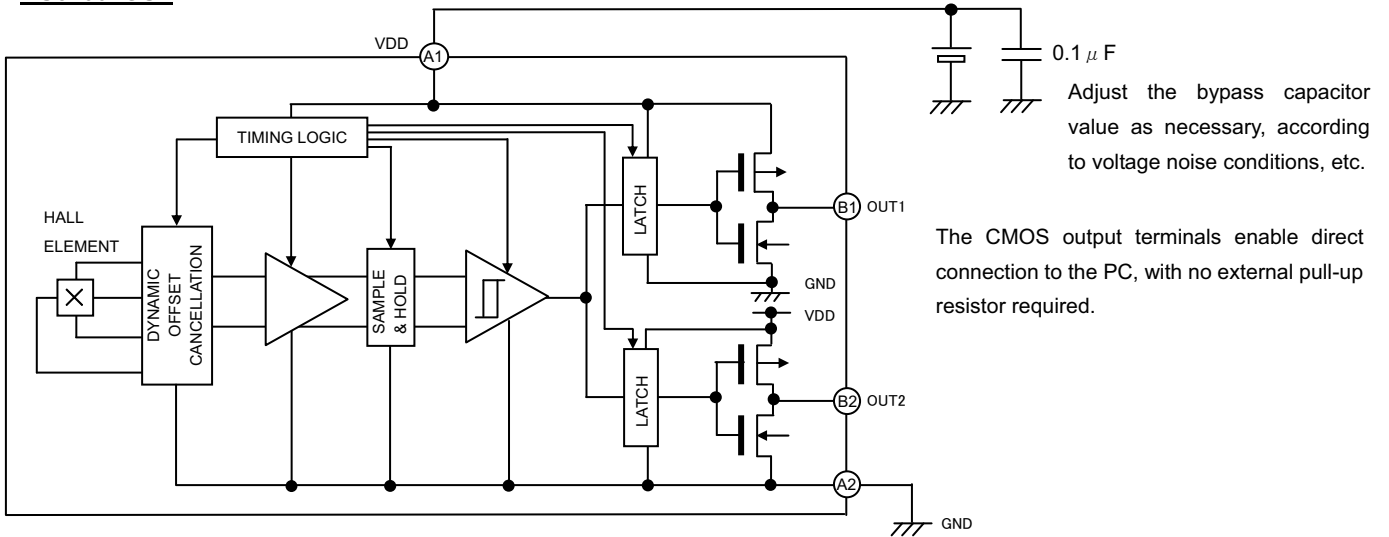 VDD
A1
0.1 μ F
Adjust the bypass capacitor
value as necessary, according
to voltage noise conditions, etc.
TIMING LOGIC
HALL
ELEMENT
DYNAMIC
OFFSET
CANCELLATION
SAMPLE
& HOLD
LATCH
B1 OUT1
GND
VDD
The CMOS output terminals enable direct
connection to the PC, with no external pull-up
resistor required.
LATCH
B2 OUT2
A2
GND